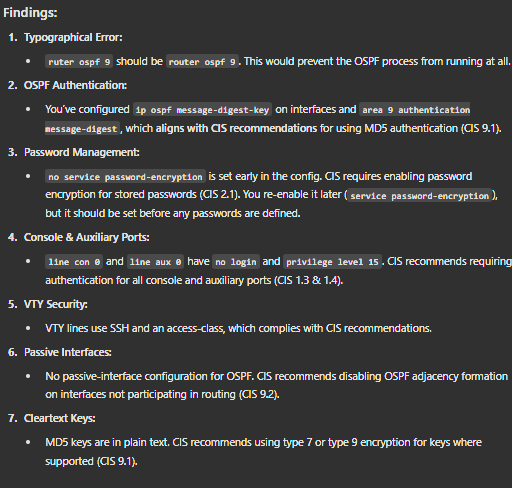 Findings:
1. Typographical Error:
• ruter ospf 9 should be router ospf 9. This would prevent the OSPF process from running at all.
2. OSPF Authentication:
• You've configured ip ospf message-digest-key on interfaces and area 9 authentication
message-digest, which aligns with CIS recommendations for using MD5 authentication (CIS 9.1).
3. Password Management:
• no service password-encryption is set early in the config. CIS requires enabling password
encryption for stored passwords (CIS 2.1). You re-enable it later (service password-encryption),
but it should be set before any passwords are defined.
4. Console & Auxiliary Ports:
• line con 0 and line aux 0 have no login and privilege level 15. CIS recommends requiring
authentication for all console and auxiliary ports (CIS 1.3 & 1.4).
5. VTY Security:
• VTY lines use SSH and an access-class, which complies with CIS recommendations.
6. Passive Interfaces:
• No passive-interface configuration for OSPF. CIS recommends disabling OSPF adjacency formation
on interfaces not participating in routing (CIS 9.2).
7. Cleartext Keys:
• MD5 keys are in plain text. CIS recommends using type 7 or type 9 encryption for keys where
supported (CIS 9.1).